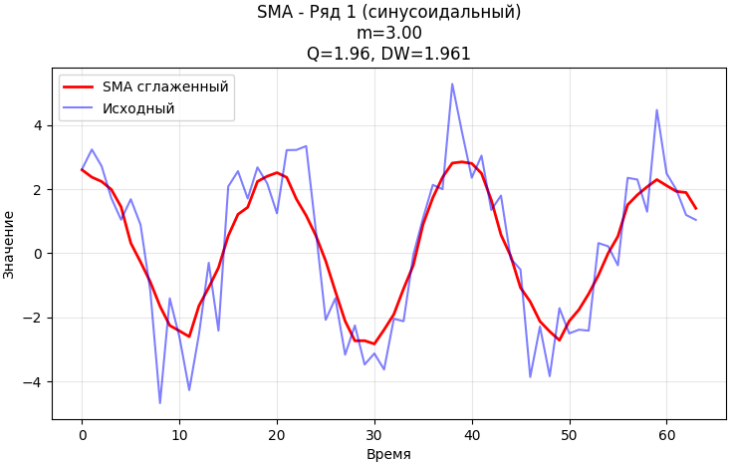 SMA - Ряд 1 (синусоидальный)
m=3.00
Q=1.96, DW=1.961
SMA сглаженный
Исходный
Значение
4
2
0
−2
−4
0 10 20 30 40 50 60
Время